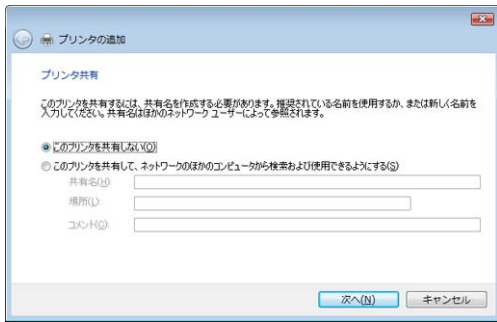 プリンタの追加
プリンタ共有
このプリンタを共有するには、共有名を作成する必要があります。推奨されている名前を使用するか、または新しく名前を
入力してください。共有名はほかのネットワーク ユーザーによって参照されます。
このプリンタを共有しない(O)
このプリンタを共有して、ネットワークのほかのコンピュータから検索および使用できるようにする(S)
共有名(H):
場所(L):
コメント(C):
次へ(N)
キャンセル